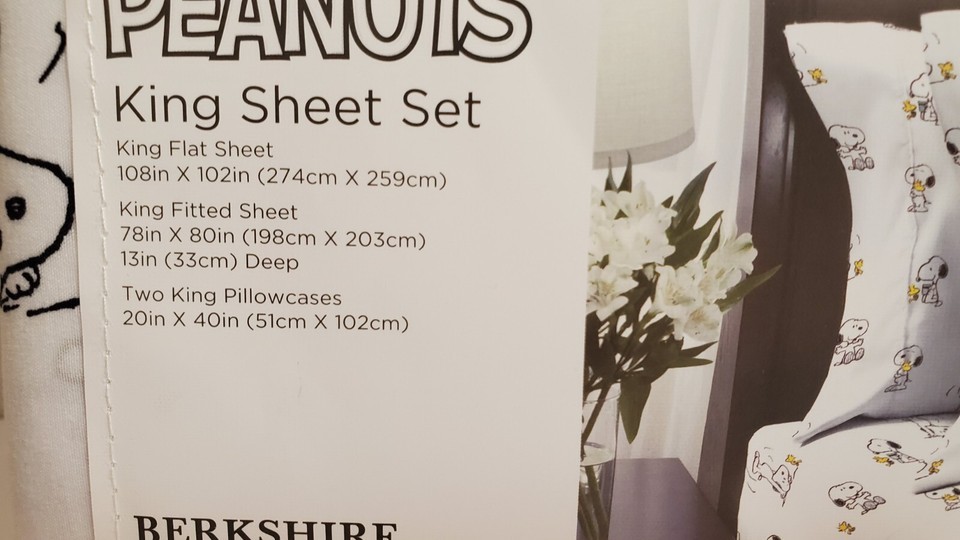 PEANUTS
King Sheet Set
King Flat Sheet
108in X 102in (274cm X 259cm)
King Fitted Sheet
78in X 80in (198cm X 203cm)
13in (33cm) Deep
Two King Pillowcases
20in X 40in (51cm X 102cm)
BERKSHIRE